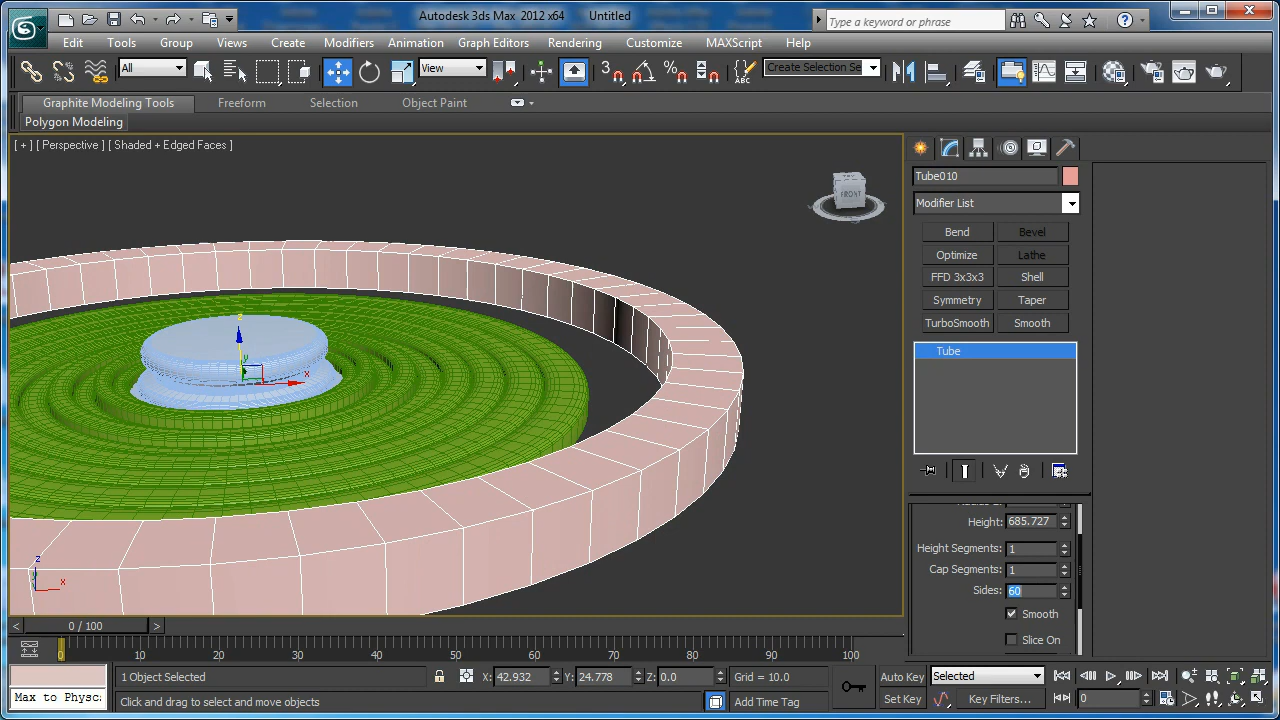 Autodesk 3ds Max 2012 x64 Untitled
Type a keyword or phrase
Edit Tools Group Views Create Modifiers Animation Graph Editors Rendering Customize MAXScript Help
All View 3 % ABC Create Selection Se
Graphite Modeling Tools Freeform Selection Object Paint
Polygon Modeling
[ + ] [ Perspective ] [ Shaded + Edged Faces ]
FRONT
Tube010
Modifier List
Bend Bevel
Optimize Lathe
FFD 3x3x3 Shell
Symmetry Taper
TurboSmooth Smooth
Tube
z
y
x
Height: 685.727
Height Segments: 1
Cap Segments: 1
Sides: 60
Smooth
Slice On
z
y
x
< 0 / 100 >
0 10 20 30 40 50 60 70 80 90 100
1 Object Selected X: 42.932 Y: 24.778 Z: 0.0 Grid = 10.0 Auto Key Selected
Max to Physca Click and drag to select and move objects Add Time Tag Set Key Key Filters... 0